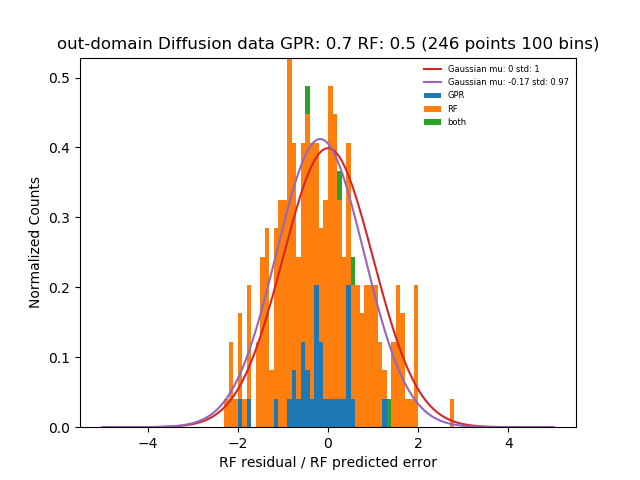 out-domain Diffusion data GPR: 0.7 RF: 0.5 (246 points 100 bins)
Gaussian mu: 0 std: 1
Gaussian mu: -0.17 std: 0.97
GPR
RF
both
Normalized Counts
0.5
0.4
0.3
0.2
0.1
0.0
−4 −2 0 2 4
RF residual / RF predicted error